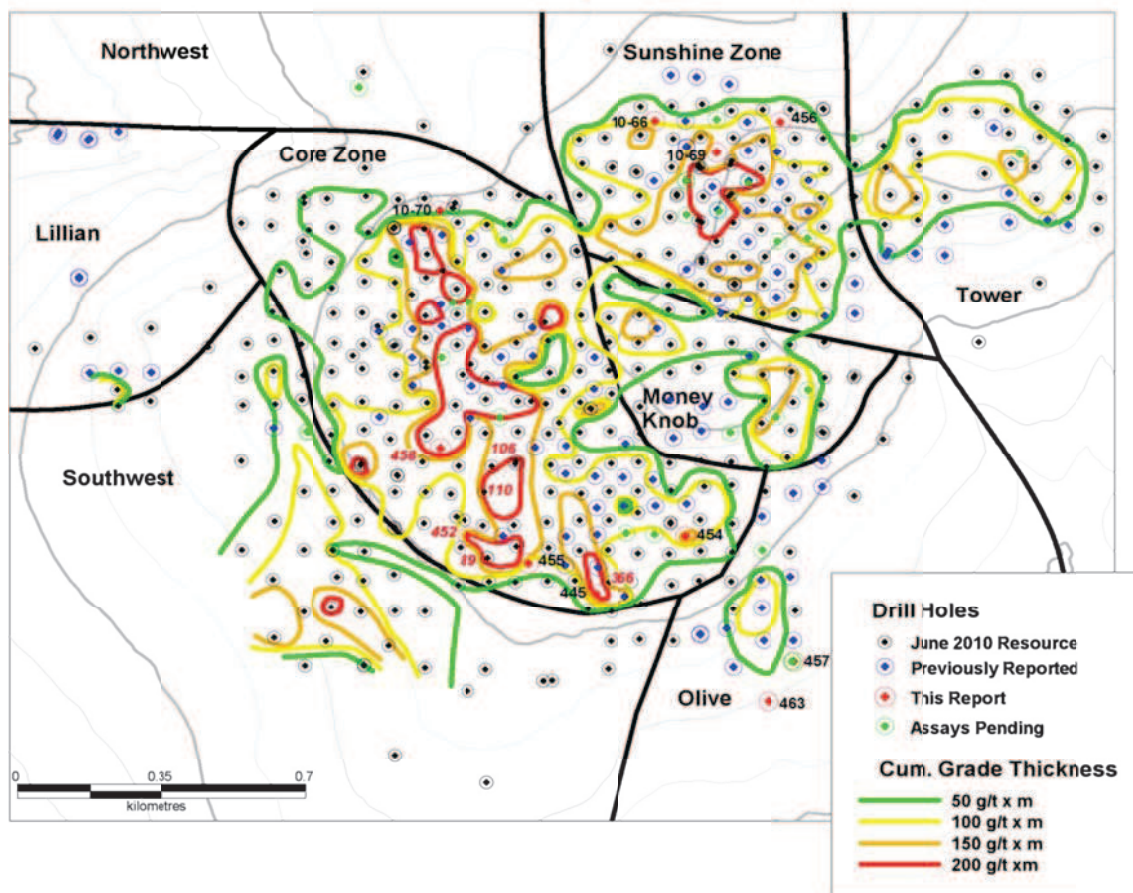 Northwest
Sunshine Zone
10-66
456
Core Zone
10-69
10-70
Lillian
Tower
Money
Knob
458
106
Southwest
110
452
454
89
455
445
366
457
Olive
463
0 0.35 0.7
kilometres
Drill Holes
June 2010 Resource
Previously Reported
This Report
Assays Pending
Cum. Grade Thickness
50 g/t x m
100 g/t x m
150 g/t x m
200 g/t xm